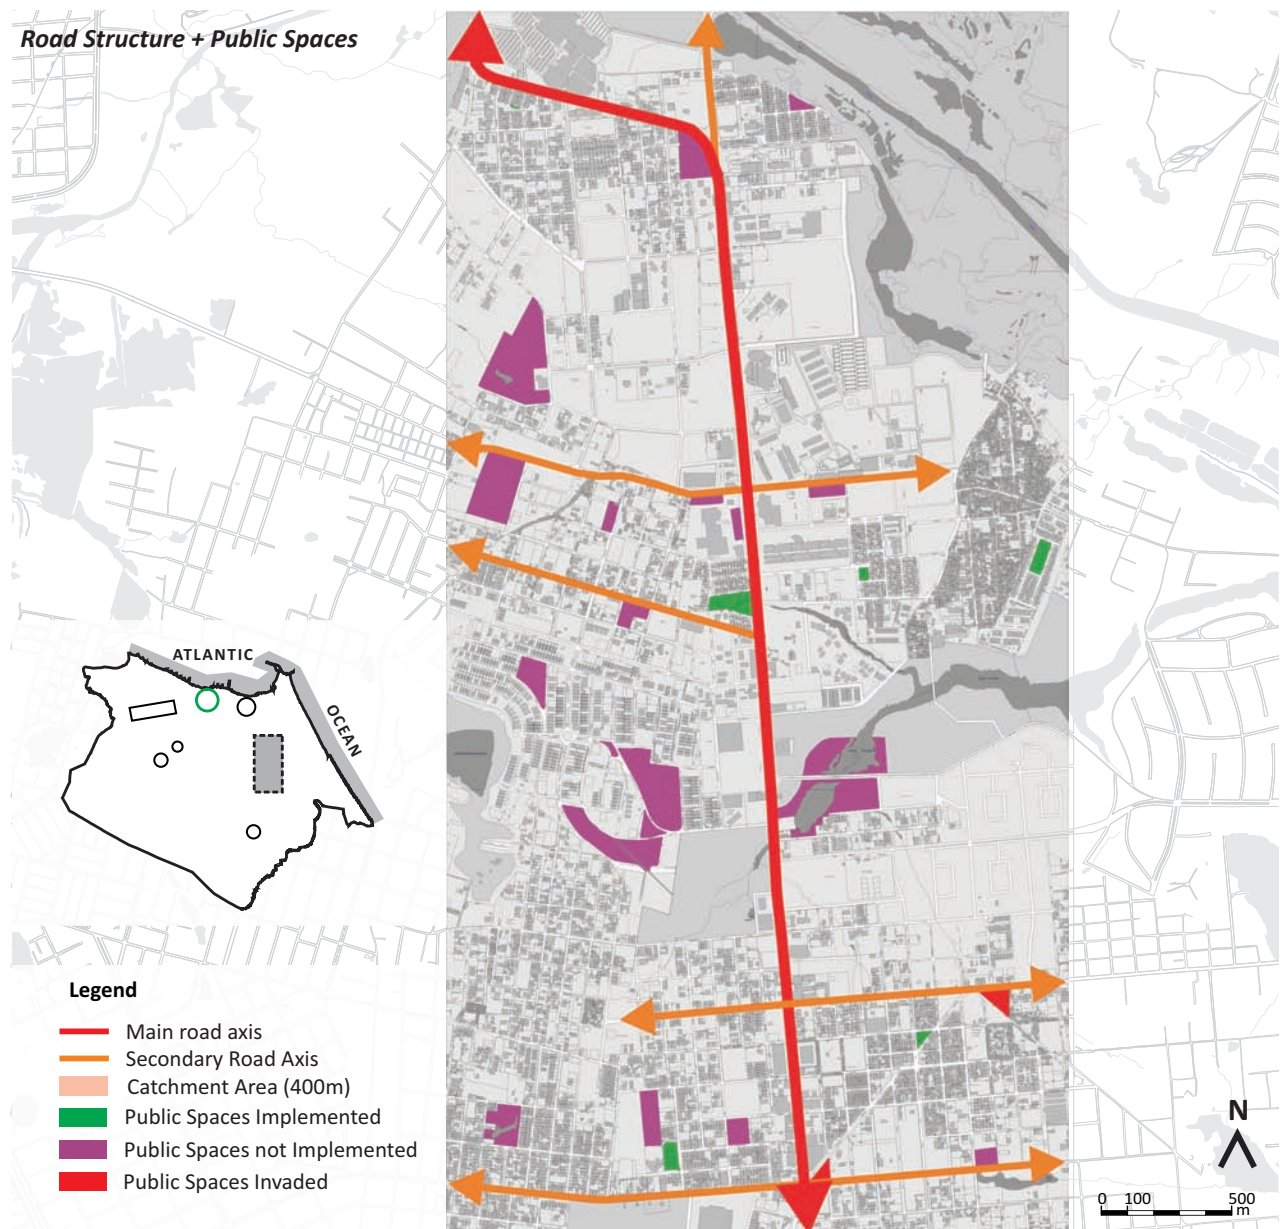 Road Structure + Public Spaces
ATLANTIC
OCEAN
Legend
Main road axis
Secondary Road Axis
Catchment Area (400m)
Public Spaces Implemented
Public Spaces not Implemented
Public Spaces Invaded
N
0 100 500
m